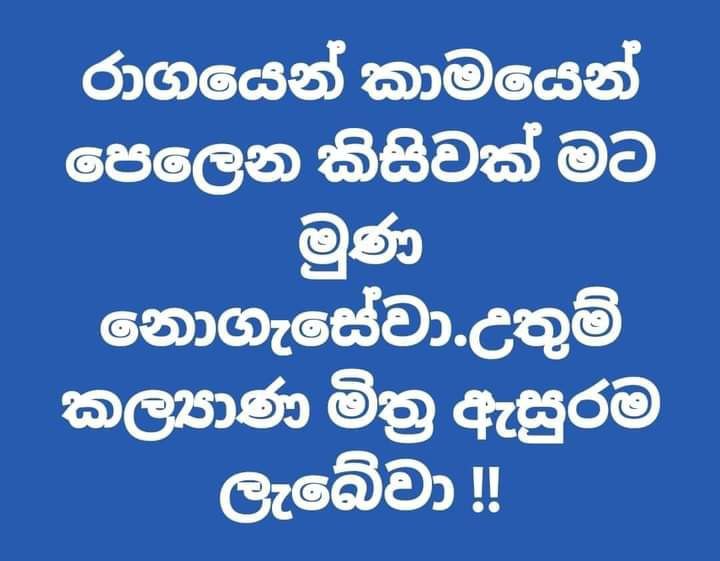 රාගයෙන් කාමයෙන්
පෙලෙන කිසිවක් මට
මුණ
නොගැසේවා.උතුම්
කල්‍යාණ මිත්‍ර ඇසුරම
ලැබේවා !!